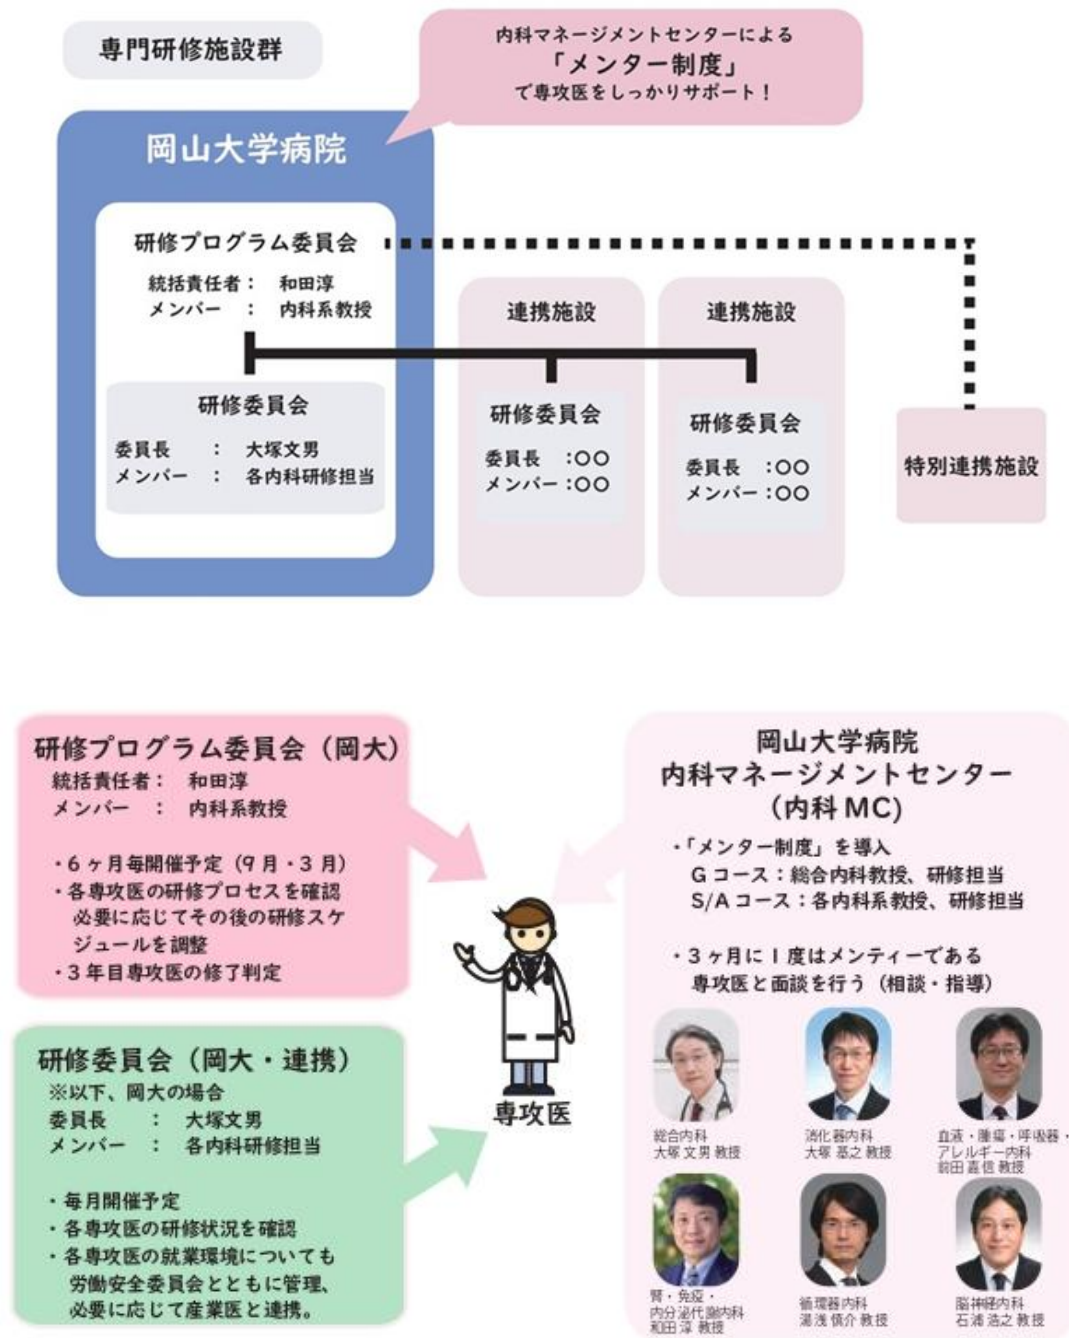 専門研修施設群
内科マネージメントセンターによる
「メンター制度」
で専攻医をしっかりサポート！
岡山大学病院
研修プログラム委員会
統括責任者： 和田淳
メンバー ： 内科系教授
研修委員会
委員長 ： 大塚文男
メンバー ： 各内科研修担当
連携施設
研修委員会
委員長 ：〇〇
メンバー：〇〇
連携施設
研修委員会
委員長 ：〇〇
メンバー：〇〇
特別連携施設
研修プログラム委員会（岡大）
統括責任者： 和田淳
メンバー ： 内科系教授
・6ヶ月毎開催予定（9月・3月）
・各専攻医の研修プロセスを確認
必要に応じてその後の研修スケ
ジュールを調整
・3年目専攻医の修了判定
研修委員会（岡大・連携）
※以下、岡大の場合
委員長 ： 大塚文男
メンバー ： 各内科研修担当
・毎月開催予定
・各専攻医の研修状況を確認
・各専攻医の就業環境についても
労働安全委員会とともに管理、
必要に応じて産業医と連携。
専攻医
岡山大学病院
内科マネージメントセンター
（内科MC)
・「メンター制度」を導入
Gコース：総合内科教授、研修担当
S/Aコース：各内科系教授、研修担当
・3ヶ月に1度はメンティーである
専攻医と面談を行う（相談・指導）
総合内科
大塚 文男 教授
消化器内科
大塚 基之 教授
血液・腫瘍・呼吸器・
アレルギー内科
前田 嘉信 教授
腎・免疫・
内分泌代謝内科
和田 淳 教授
循環器内科
湯浅 慎介 教授
脳神経内科
石浦 浩之 教授